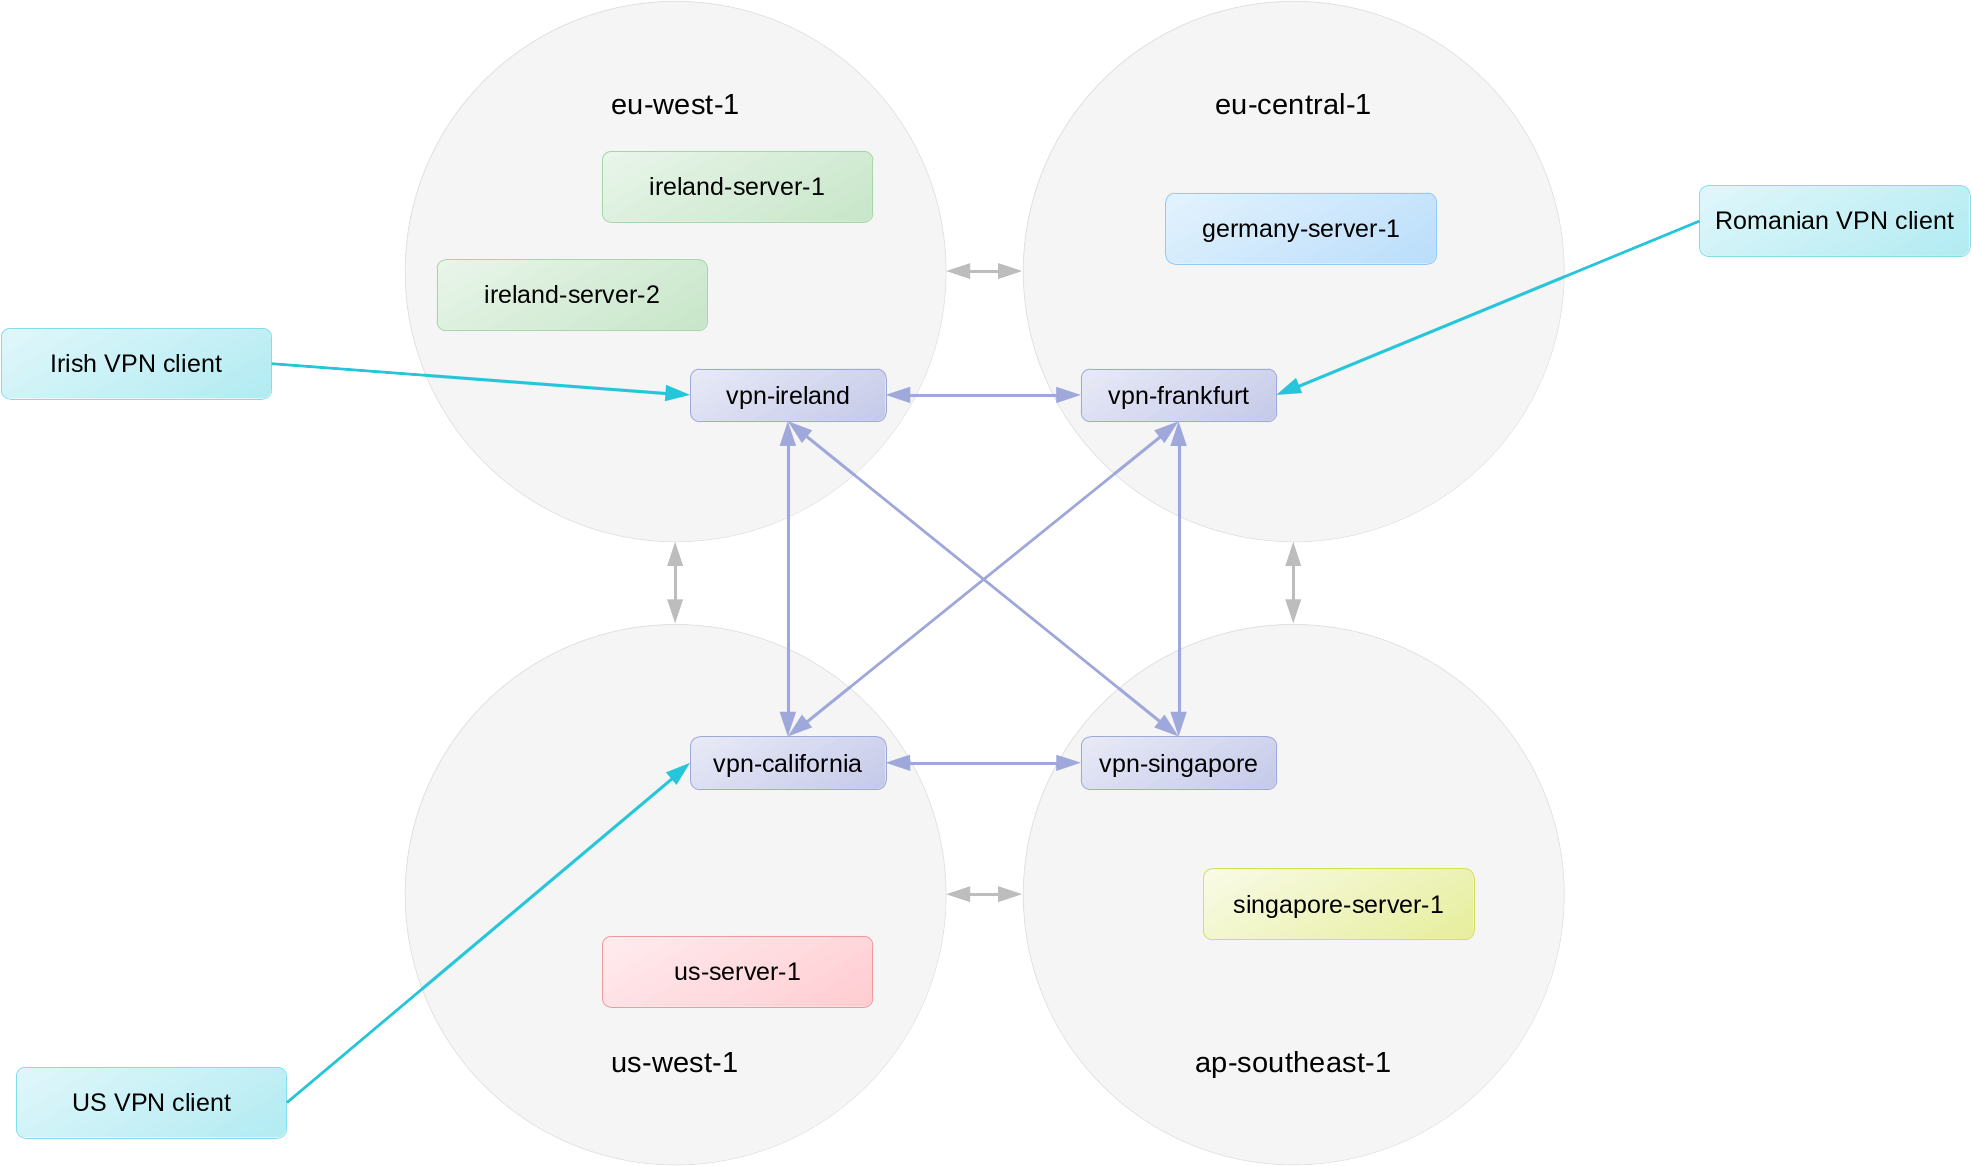 eu-west-1
eu-central-1
ireland-server-1
germany-server-1
Romanian VPN client
ireland-server-2
Irish VPN client
vpn-ireland
vpn-frankfurt
vpn-california
vpn-singapore
singapore-server-1
us-server-1
us-west-1
ap-southeast-1
US VPN client